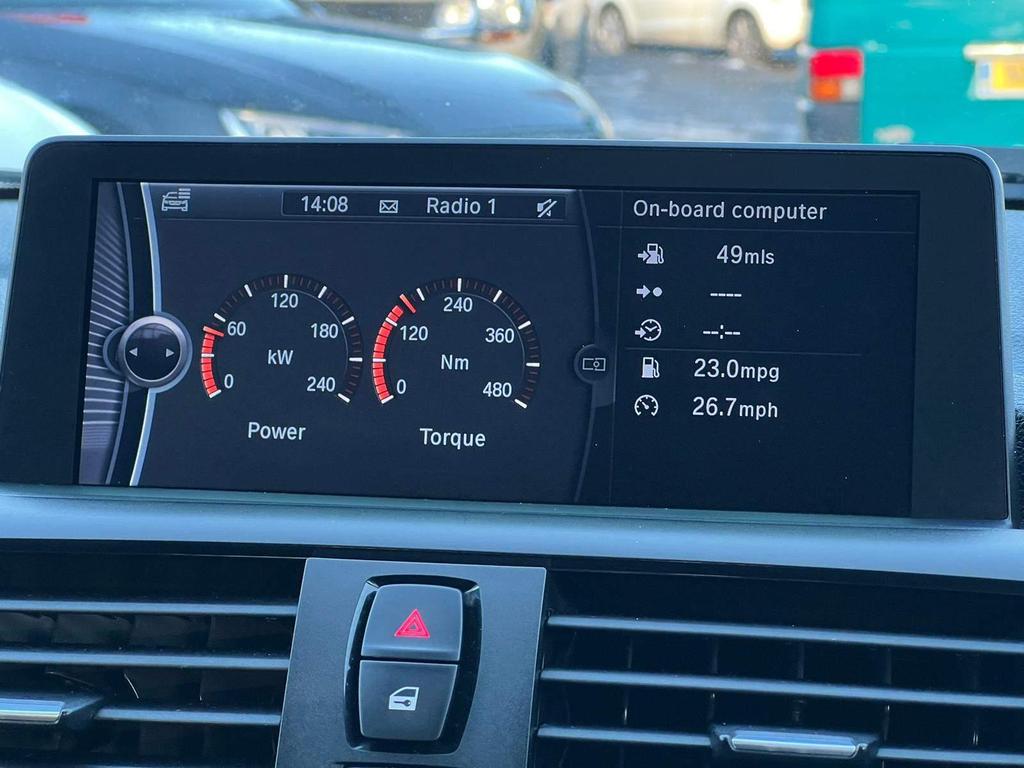 14:08 Radio 1
On-board computer
49mls
----
--:--
23.0mpg
26.7mph
0 60 120 180 240
kW
Power
0 120 240 360 480
Nm
Torque